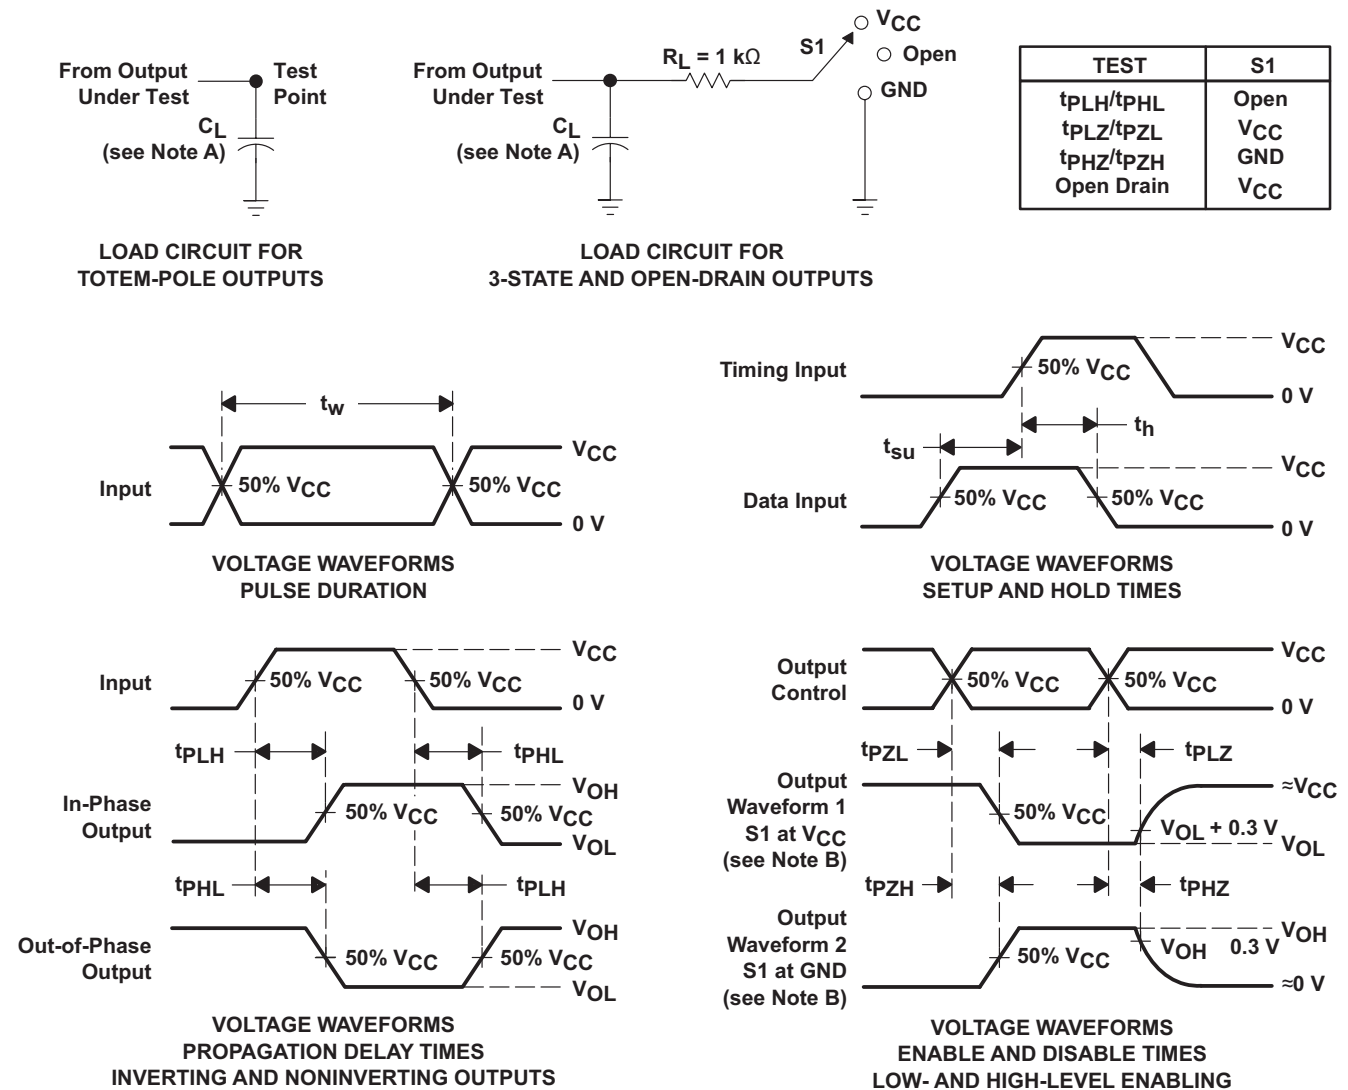 From Output
Under Test
Test
Point
CL
(see Note A)
LOAD CIRCUIT FOR
TOTEM-POLE OUTPUTS
From Output
Under Test
CL
(see Note A)
RL = 1 kΩ
S1
VCC
Open
GND
LOAD CIRCUIT FOR
3-STATE AND OPEN-DRAIN OUTPUTS
TEST S1
tPLH/tPHL Open
tPLZ/tPZL VCC
tPHZ/tPZH GND
Open Drain VCC
tw
Input
50% VCC
50% VCC
VCC
0 V
VOLTAGE WAVEFORMS
PULSE DURATION
Timing Input
50% VCC
VCC
0 V
th
tsu
Data Input
50% VCC
50% VCC
VCC
0 V
VOLTAGE WAVEFORMS
SETUP AND HOLD TIMES
Input
50% VCC
50% VCC
VCC
0 V
tPLH
tPHL
In-Phase
Output
50% VCC
50% VCC
VOH
VOL
tPHL
tPLH
Out-of-Phase
Output
50% VCC
50% VCC
VOH
VOL
VOLTAGE WAVEFORMS
PROPAGATION DELAY TIMES
INVERTING AND NONINVERTING OUTPUTS
Output
Control
50% VCC
50% VCC
VCC
0 V
tPZL
tPLZ
Output
Waveform 1
S1 at VCC
(see Note B)
50% VCC
VOL + 0.3 V
≈VCC
VOL
tPZH
tPHZ
Output
Waveform 2
S1 at GND
(see Note B)
50% VCC
VOH 0.3 V
VOH
≈0 V
VOLTAGE WAVEFORMS
ENABLE AND DISABLE TIMES
LOW- AND HIGH-LEVEL ENABLING